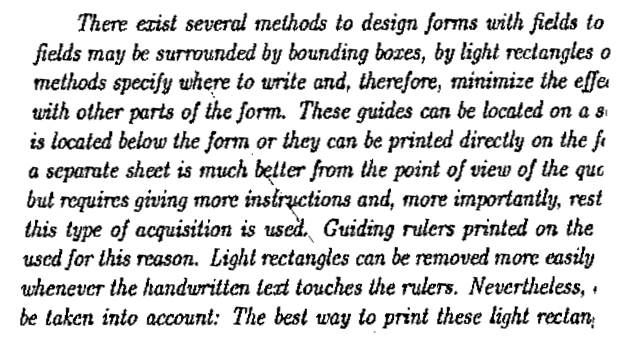 There exist several methods to design forms with fields to
fields may be surrounded by bounding boxes, by light rectangles o
methods specify where to write and, therefore, minimize the effe
with other parts of the form. These guides can be located on a s
is located below the form or they can be printed directly on the f
a separate sheet is much better from the point of view of the qua
but requires giving more instructions and, more importantly, rest
this type of acquisition is used. Guiding rulers printed on the
used for this reason. Light rectangles can be removed more easily
whenever the handwritten text touches the rulers. Nevertheless,
be taken into account: The best way to print these light rectan